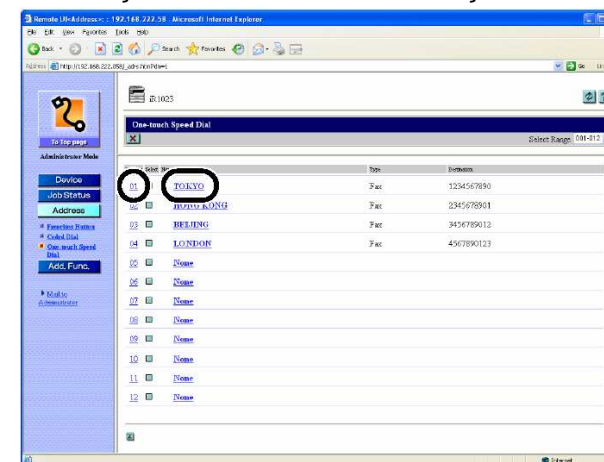 Remote UI<Address>: : 192.168.222.58 - Microsoft Internet Explorer
File Edit View Favorites Tools Help
Back Search Favorites
Address Go
iR1023
One-touch Speed Dial
To Top page
Select Range 001-012
Administrator Mode
Select Type
Device
01 TOKYO Fax 1234567890
Job Status
02 HONG KONG Fax 2345678901
Address
03 BEIJING Fax 3456789012
Function Button
Coded Dial
04 LONDON Fax 4567890123
One-touch Speed
Dial
05 None
Add. Func.
06 None
Mail to
Administrator
07 None
08 None
09 None
10 None
11 None
12 None
Internet